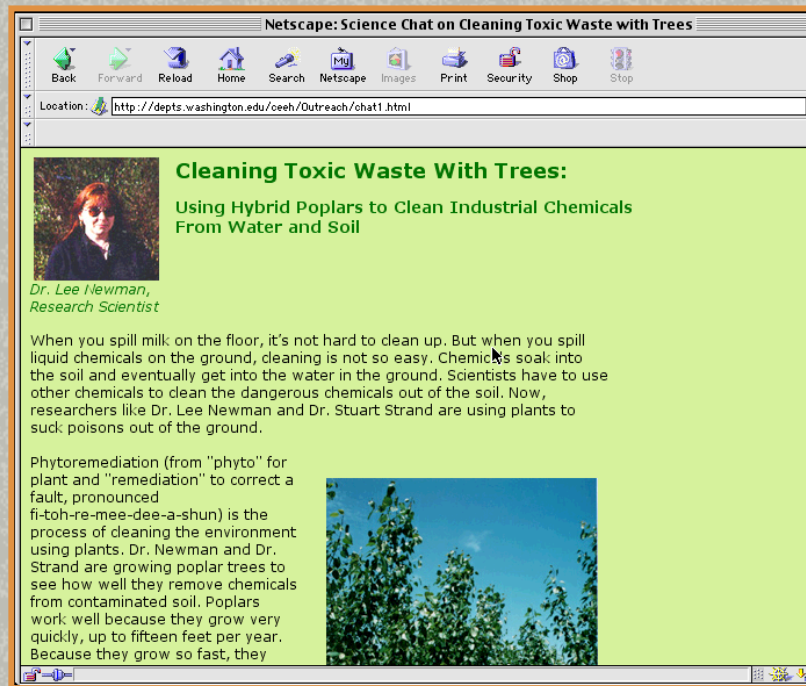 Netscape: Science Chat on Cleaning Toxic Waste with Trees
Back Forward Reload Home Search Netscape Images Print Security Shop Stop
Location: http://depts.washington.edu/ceeh/Outreach/chat1.html
Cleaning Toxic Waste With Trees:
Using Hybrid Poplars to Clean Industrial Chemicals
From Water and Soil
Dr. Lee Newman,
Research Scientist
When you spill milk on the floor, it's not hard to clean up. But when you spill
liquid chemicals on the ground, cleaning is not so easy. Chemicals soak into
the soil and eventually get into the water in the ground. Scientists have to use
other chemicals to clean the dangerous chemicals out of the soil. Now,
researchers like Dr. Lee Newman and Dr. Stuart Strand are using plants to
suck poisons out of the ground.
Phytoremediation (from "phyto" for
plant and "remediation" to correct a
fault, pronounced
fi-toh-re-mee-dee-a-shun) is the
process of cleaning the environment
using plants. Dr. Newman and Dr.
Strand are growing poplar trees to
see how well they remove chemicals
from contaminated soil. Poplars
work well because they grow very
quickly, up to fifteen feet per year.
Because they grow so fast, they